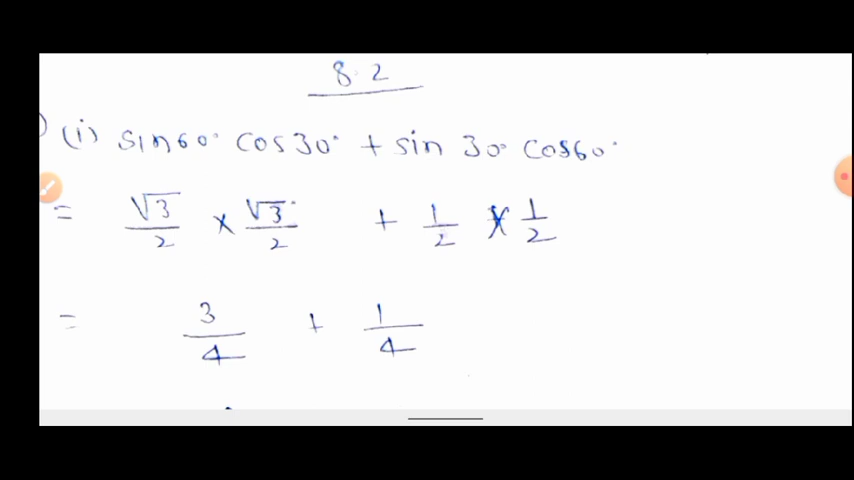 8.2
) (i) sin60° cos30° + sin 30° cos60°
= √3/2 × √3/2 + 1/2 × 1/2
= 3/4 + 1/4